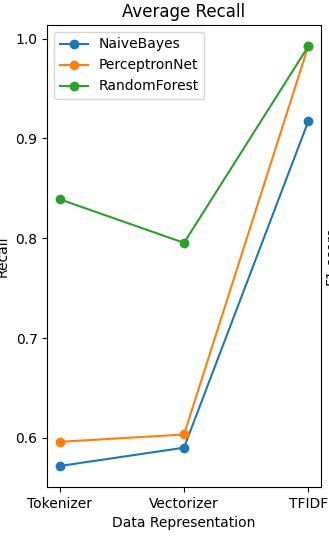 Average Recall
1.0
0.9
0.8
0.7
0.6
NaiveBayes
PerceptronNet
RandomForest
Recall
Tokenizer Vectorizer TFIDF
Data Representation